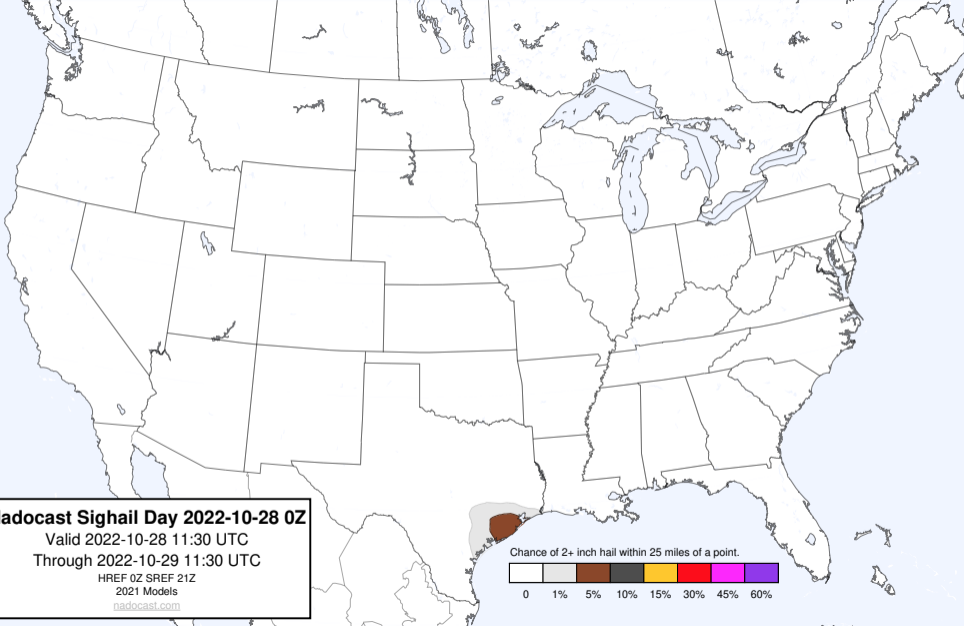 adocast Sighail Day 2022-10-28 0Z
Valid 2022-10-28 11:30 UTC
Through 2022-10-29 11:30 UTC
HREF 0Z SREF 21Z
2021 Models
nadocast.com
Chance of 2+ inch hail within 25 miles of a point.
0 1% 5% 10% 15% 30% 45% 60%